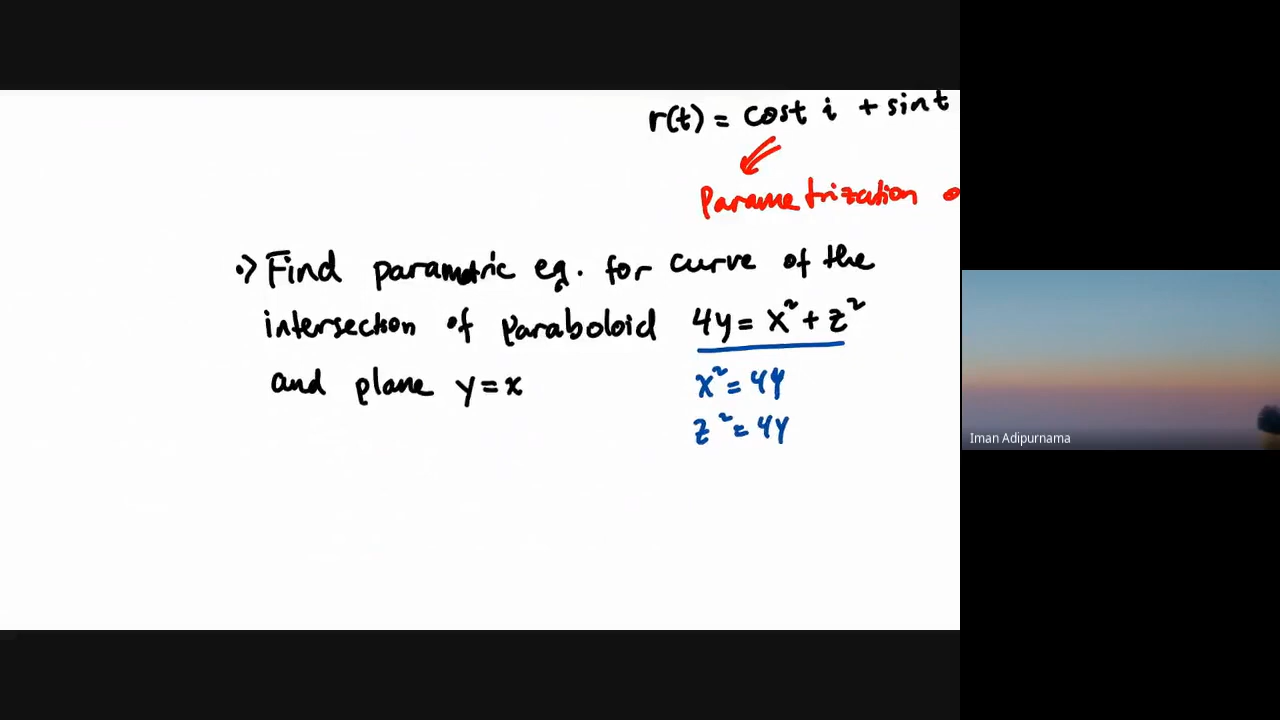 r(t) = cost i + sint
Parametrization
•> Find parametric eq. for curve of the
intersection of paraboloid 4y = x² + z²
and plane y = x
x² = 4y
z² = 4y
Iman Adipurnama